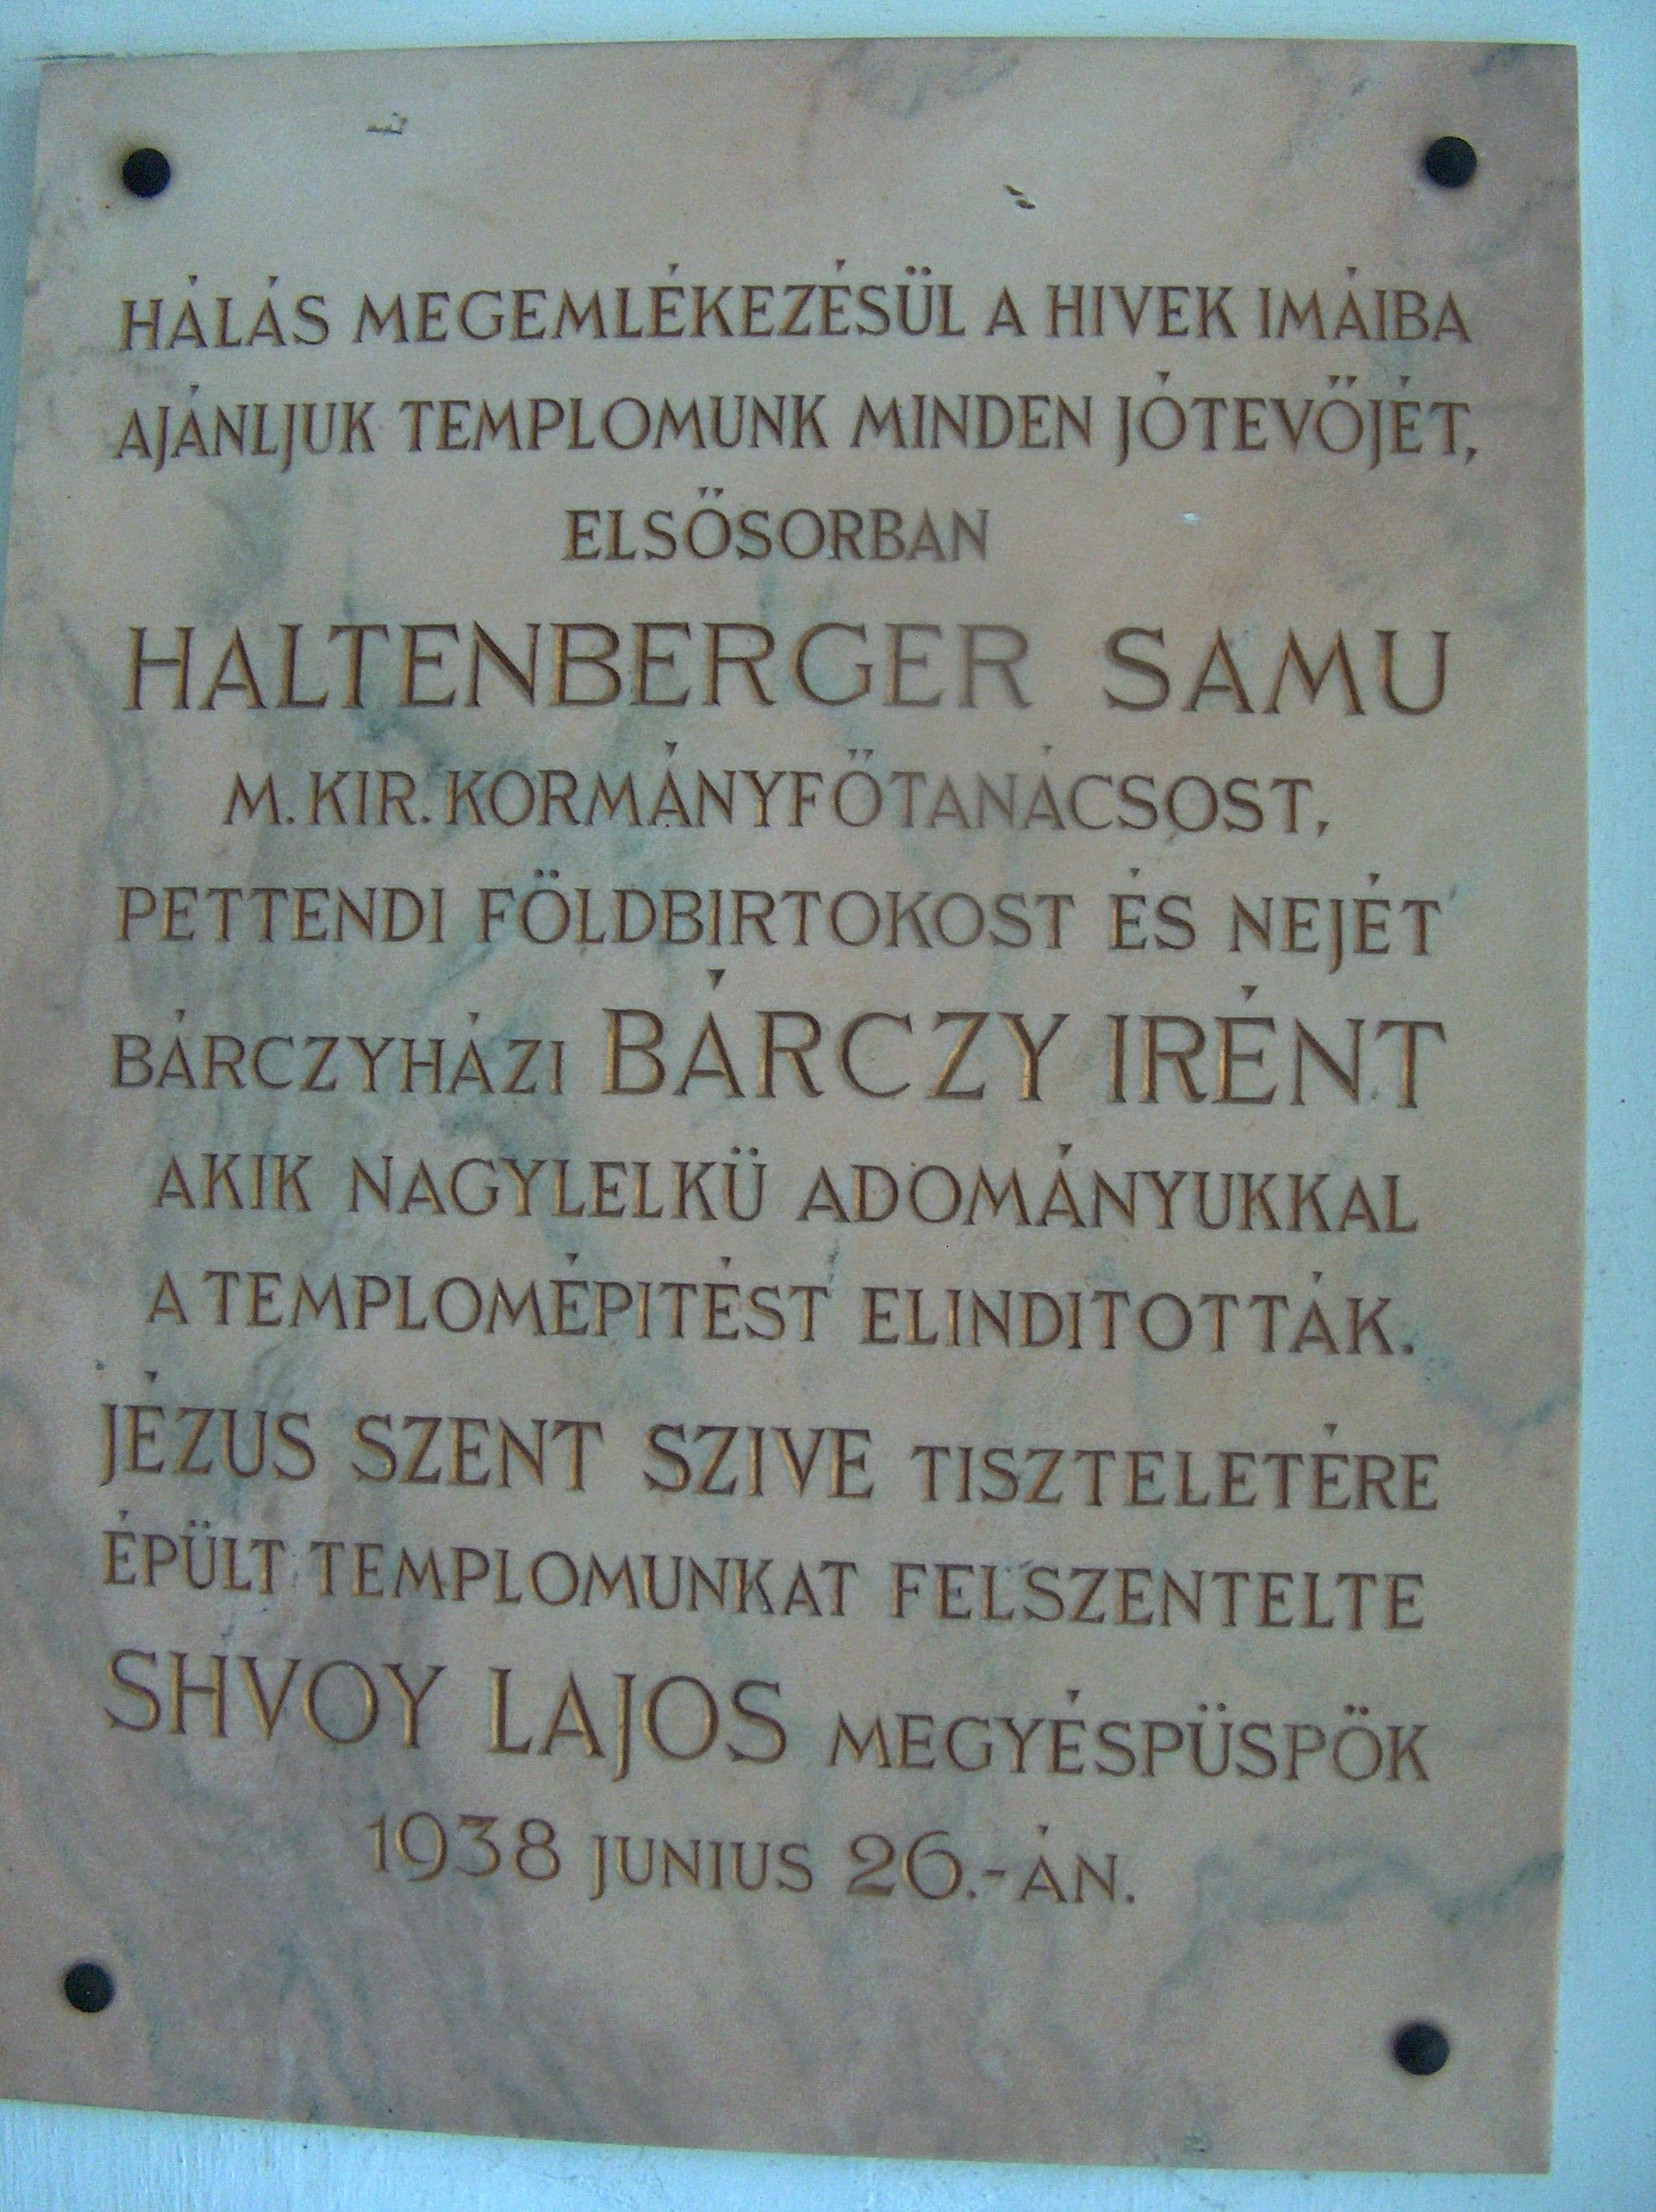 HÁLÁS MEGEMLÉKEZÉSÜL A HIVEK IMÁIBA
AJÁNLJUK TEMPLOMUNK MINDEN JÓTEVŐJÉT,
ELSŐSORBAN
HALTENBERGER SAMU
M. KIR. KORMÁNYFŐTANÁCSOST,
PETTENDI FÖLDBIRTOKOST ÉS NEJÉT
BÁRCZYHÁZI BÁRCZY IRÉNT
AKIK NAGYLELKÜ ADOMÁNYUKKAL
A TEMPLOMÉPITÉST ELINDITOTTÁK.
JÉZUS SZENT SZIVE TISZTELETÉRE
ÉPÜLT TEMPLOMUNKAT FELSZENTELTE
SHVOY LAJOS MEGYÉSPÜSPÖK
1938 JUNIUS 26.-ÁN.